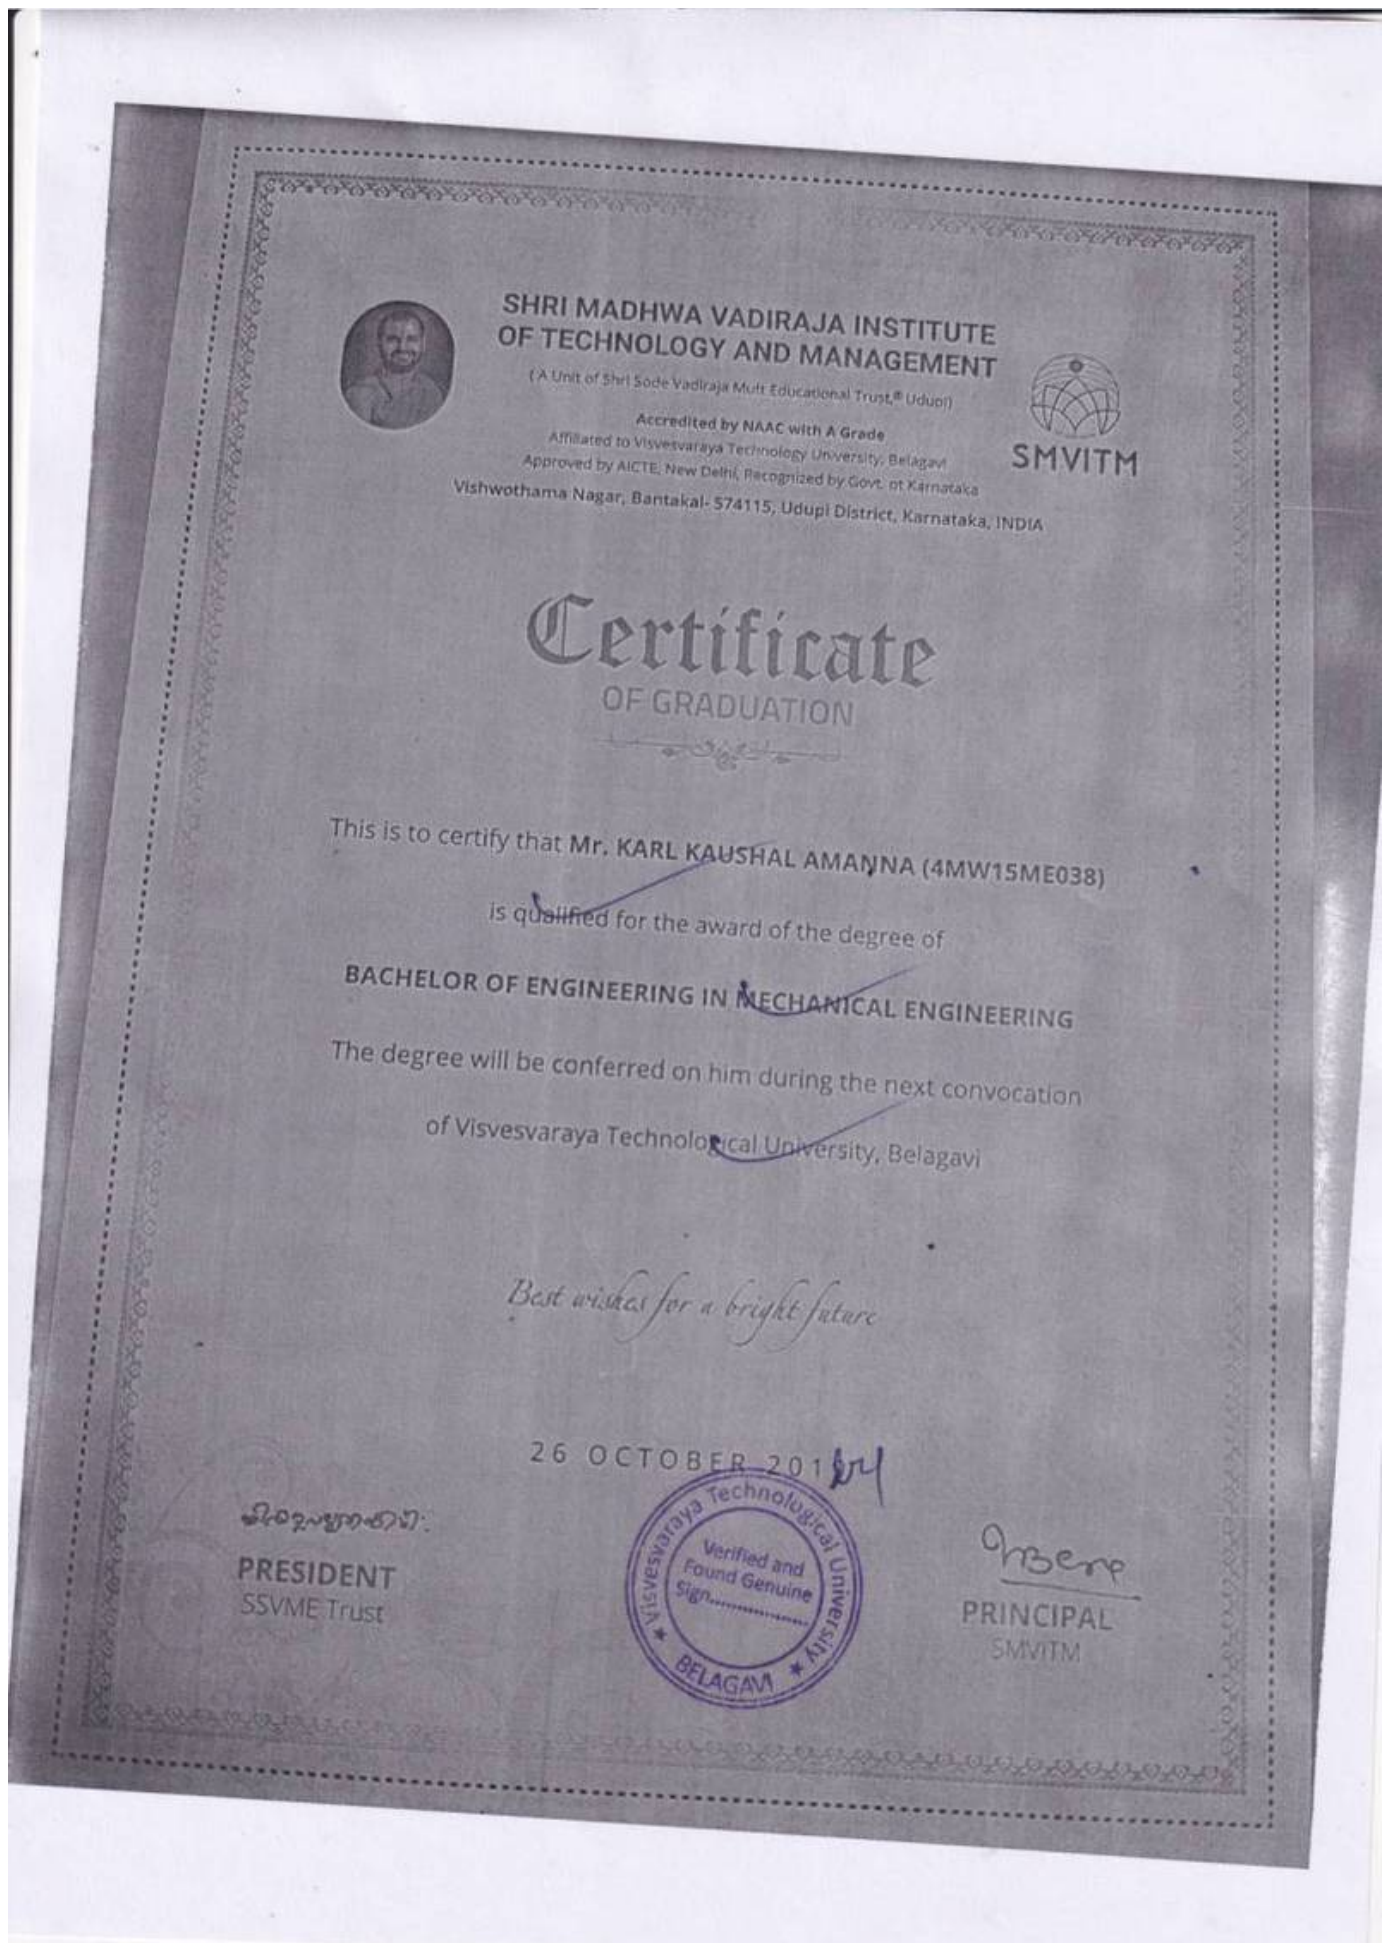 SHRI MADHWA VADIRAJA INSTITUTE
OF TECHNOLOGY AND MANAGEMENT
( A Unit of Shri Sode Vadiraja Mutt Educational Trust,® Udupi)
Accredited by NAAC with A Grade
Affiliated to Visvesvaraya Technology University, Belagavi
Approved by AICTE, New Delhi, Recognized by Govt. of Karnataka
Vishwothama Nagar, Bantakal- 574115, Udupi District, Karnataka, INDIA
SMVITM
Certificate
OF GRADUATION
This is to certify that Mr. KARL KAUSHAL AMANNA (4MW15ME038)
is qualified for the award of the degree of
BACHELOR OF ENGINEERING IN MECHANICAL ENGINEERING
The degree will be conferred on him during the next convocation
of Visvesvaraya Technological University, Belagavi
Best wishes for a bright future
26 OCTOBER 201
PRESIDENT
SSVME Trust
Visvesvaraya Technological University
Verified and
Found Genuine
Sign..................
BELAGAVI
PRINCIPAL
SMVITM